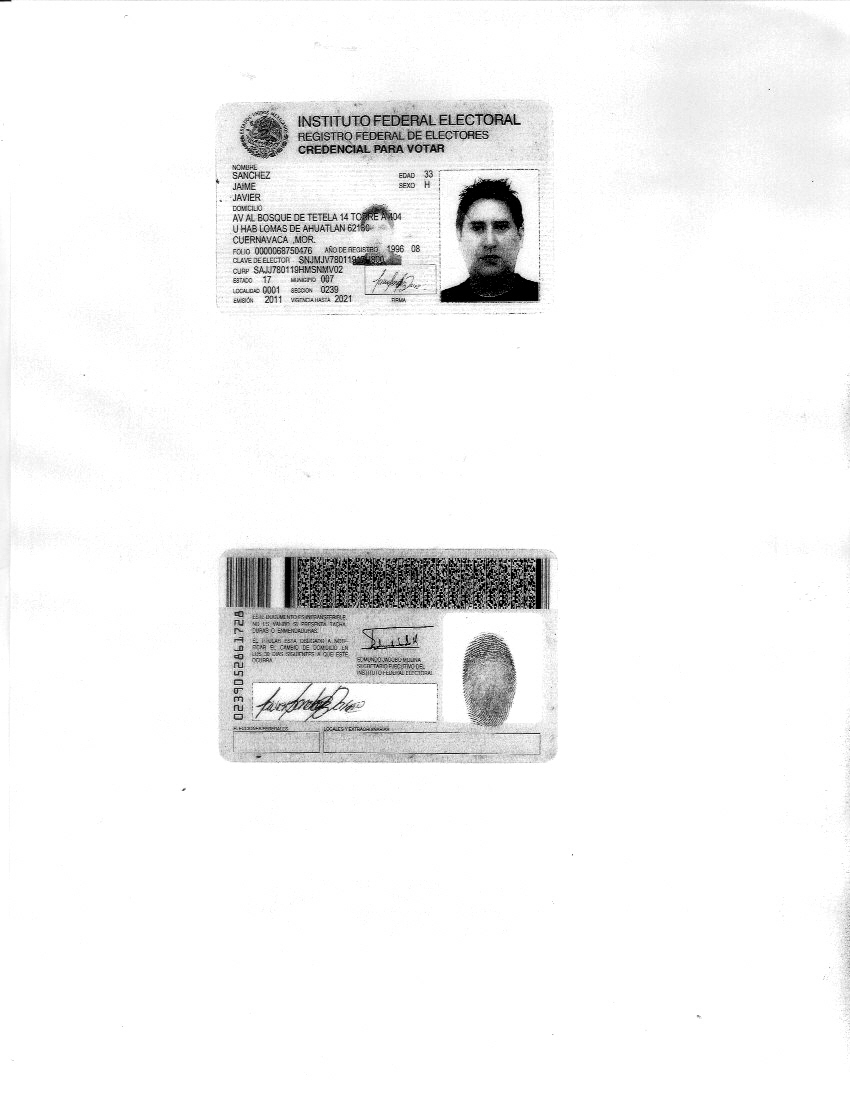 INSTITUTO FEDERAL ELECTORAL
REGISTRO FEDERAL DE ELECTORES
CREDENCIAL PARA VOTAR
NOMBRE
SANCHEZ
JAIME
JAVIER
EDAD 33
SEXO H
DOMICILIO
AV AL BOSQUE DE TETELA 14 TORRE A 404
U HAB LOMAS DE AHUATLAN 62130
CUERNAVACA ,MOR.
FOLIO 0000068750476 AÑO DE REGISTRO 1996 08
CLAVE DE ELECTOR
CURP SAJJ780119HMSNMV02
ESTADO 17 MUNICIPIO 007
LOCALIDAD 0001 SECCION 0239
EMISIÓN 2011 VIGENCIA HASTA 2021
FIRMA
0239052861728
ESTE DOCUMENTO ES INTRANSFERIBLE
NO ES VALIDO SI PRESENTA TACHA
DURAS O ENMENDADURAS.
EL TITULAR ESTA OBLIGADO A NOTI-
FICAR EL CAMBIO DE DOMICILIO EN
LOS 30 DIAS SIGUIENTES A QUE ESTE
OCURRA
EDMUNDO JACOBO MOLINA
SECRETARIO EJECUTIVO DEL
INSTITUTO FEDERAL ELECTORAL
ELECCIONES FEDERALES
LOCALES Y EXTRAORDINARIAS